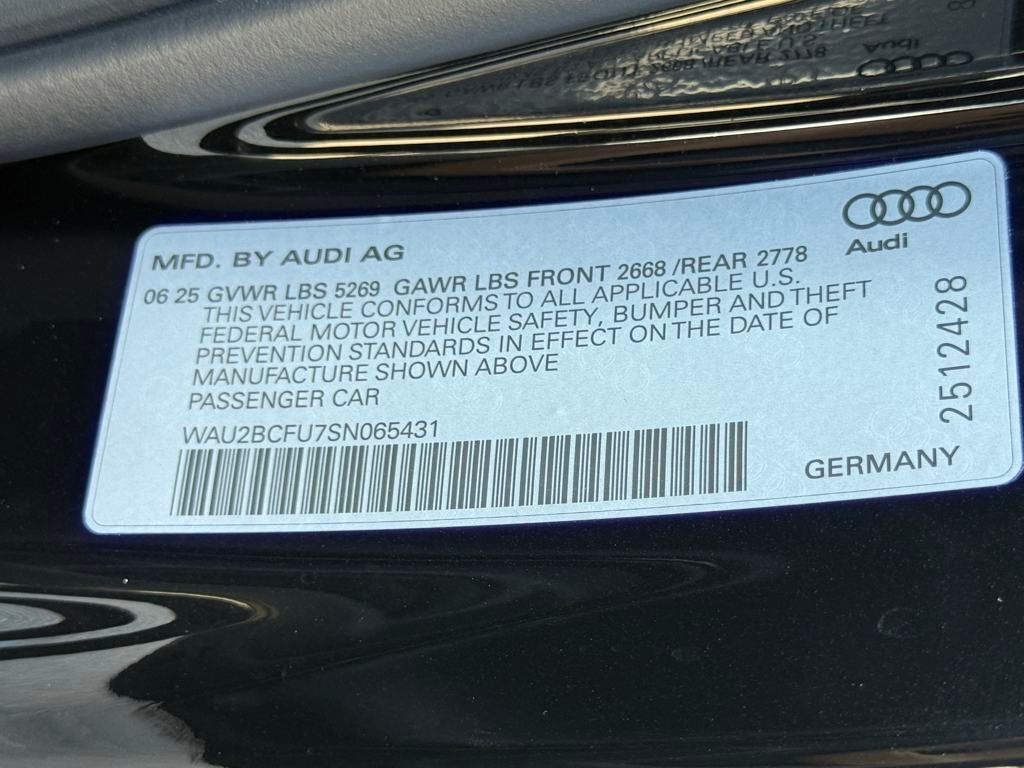 MFD. BY AUDI AG
Audi
06 25 GVWR LBS 5269 GAWR LBS FRONT 2668 /REAR 2778
THIS VEHICLE CONFORMS TO ALL APPLICABLE U.S.
FEDERAL MOTOR VEHICLE SAFETY, BUMPER AND THEFT
PREVENTION STANDARDS IN EFFECT ON THE DATE OF
MANUFACTURE SHOWN ABOVE
PASSENGER CAR
WAU2BCFU7SN065431
GERMANY
2512428